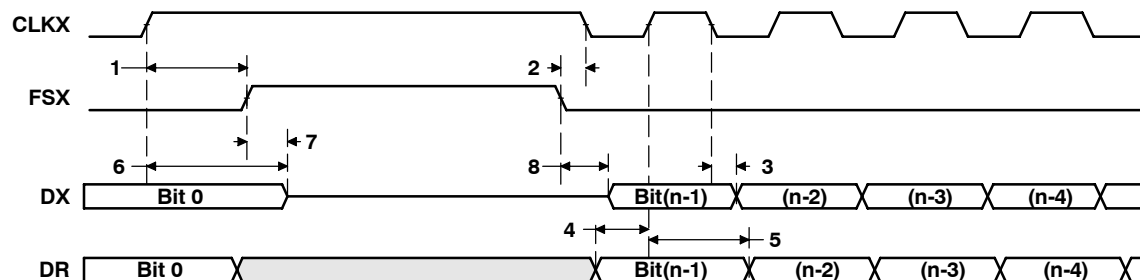 CLKX
1
2
FSX
7
6
8
3
DX
Bit 0
Bit(n-1)
(n-2)
(n-3)
(n-4)
4
5
DR
Bit 0
Bit(n-1)
(n-2)
(n-3)
(n-4)